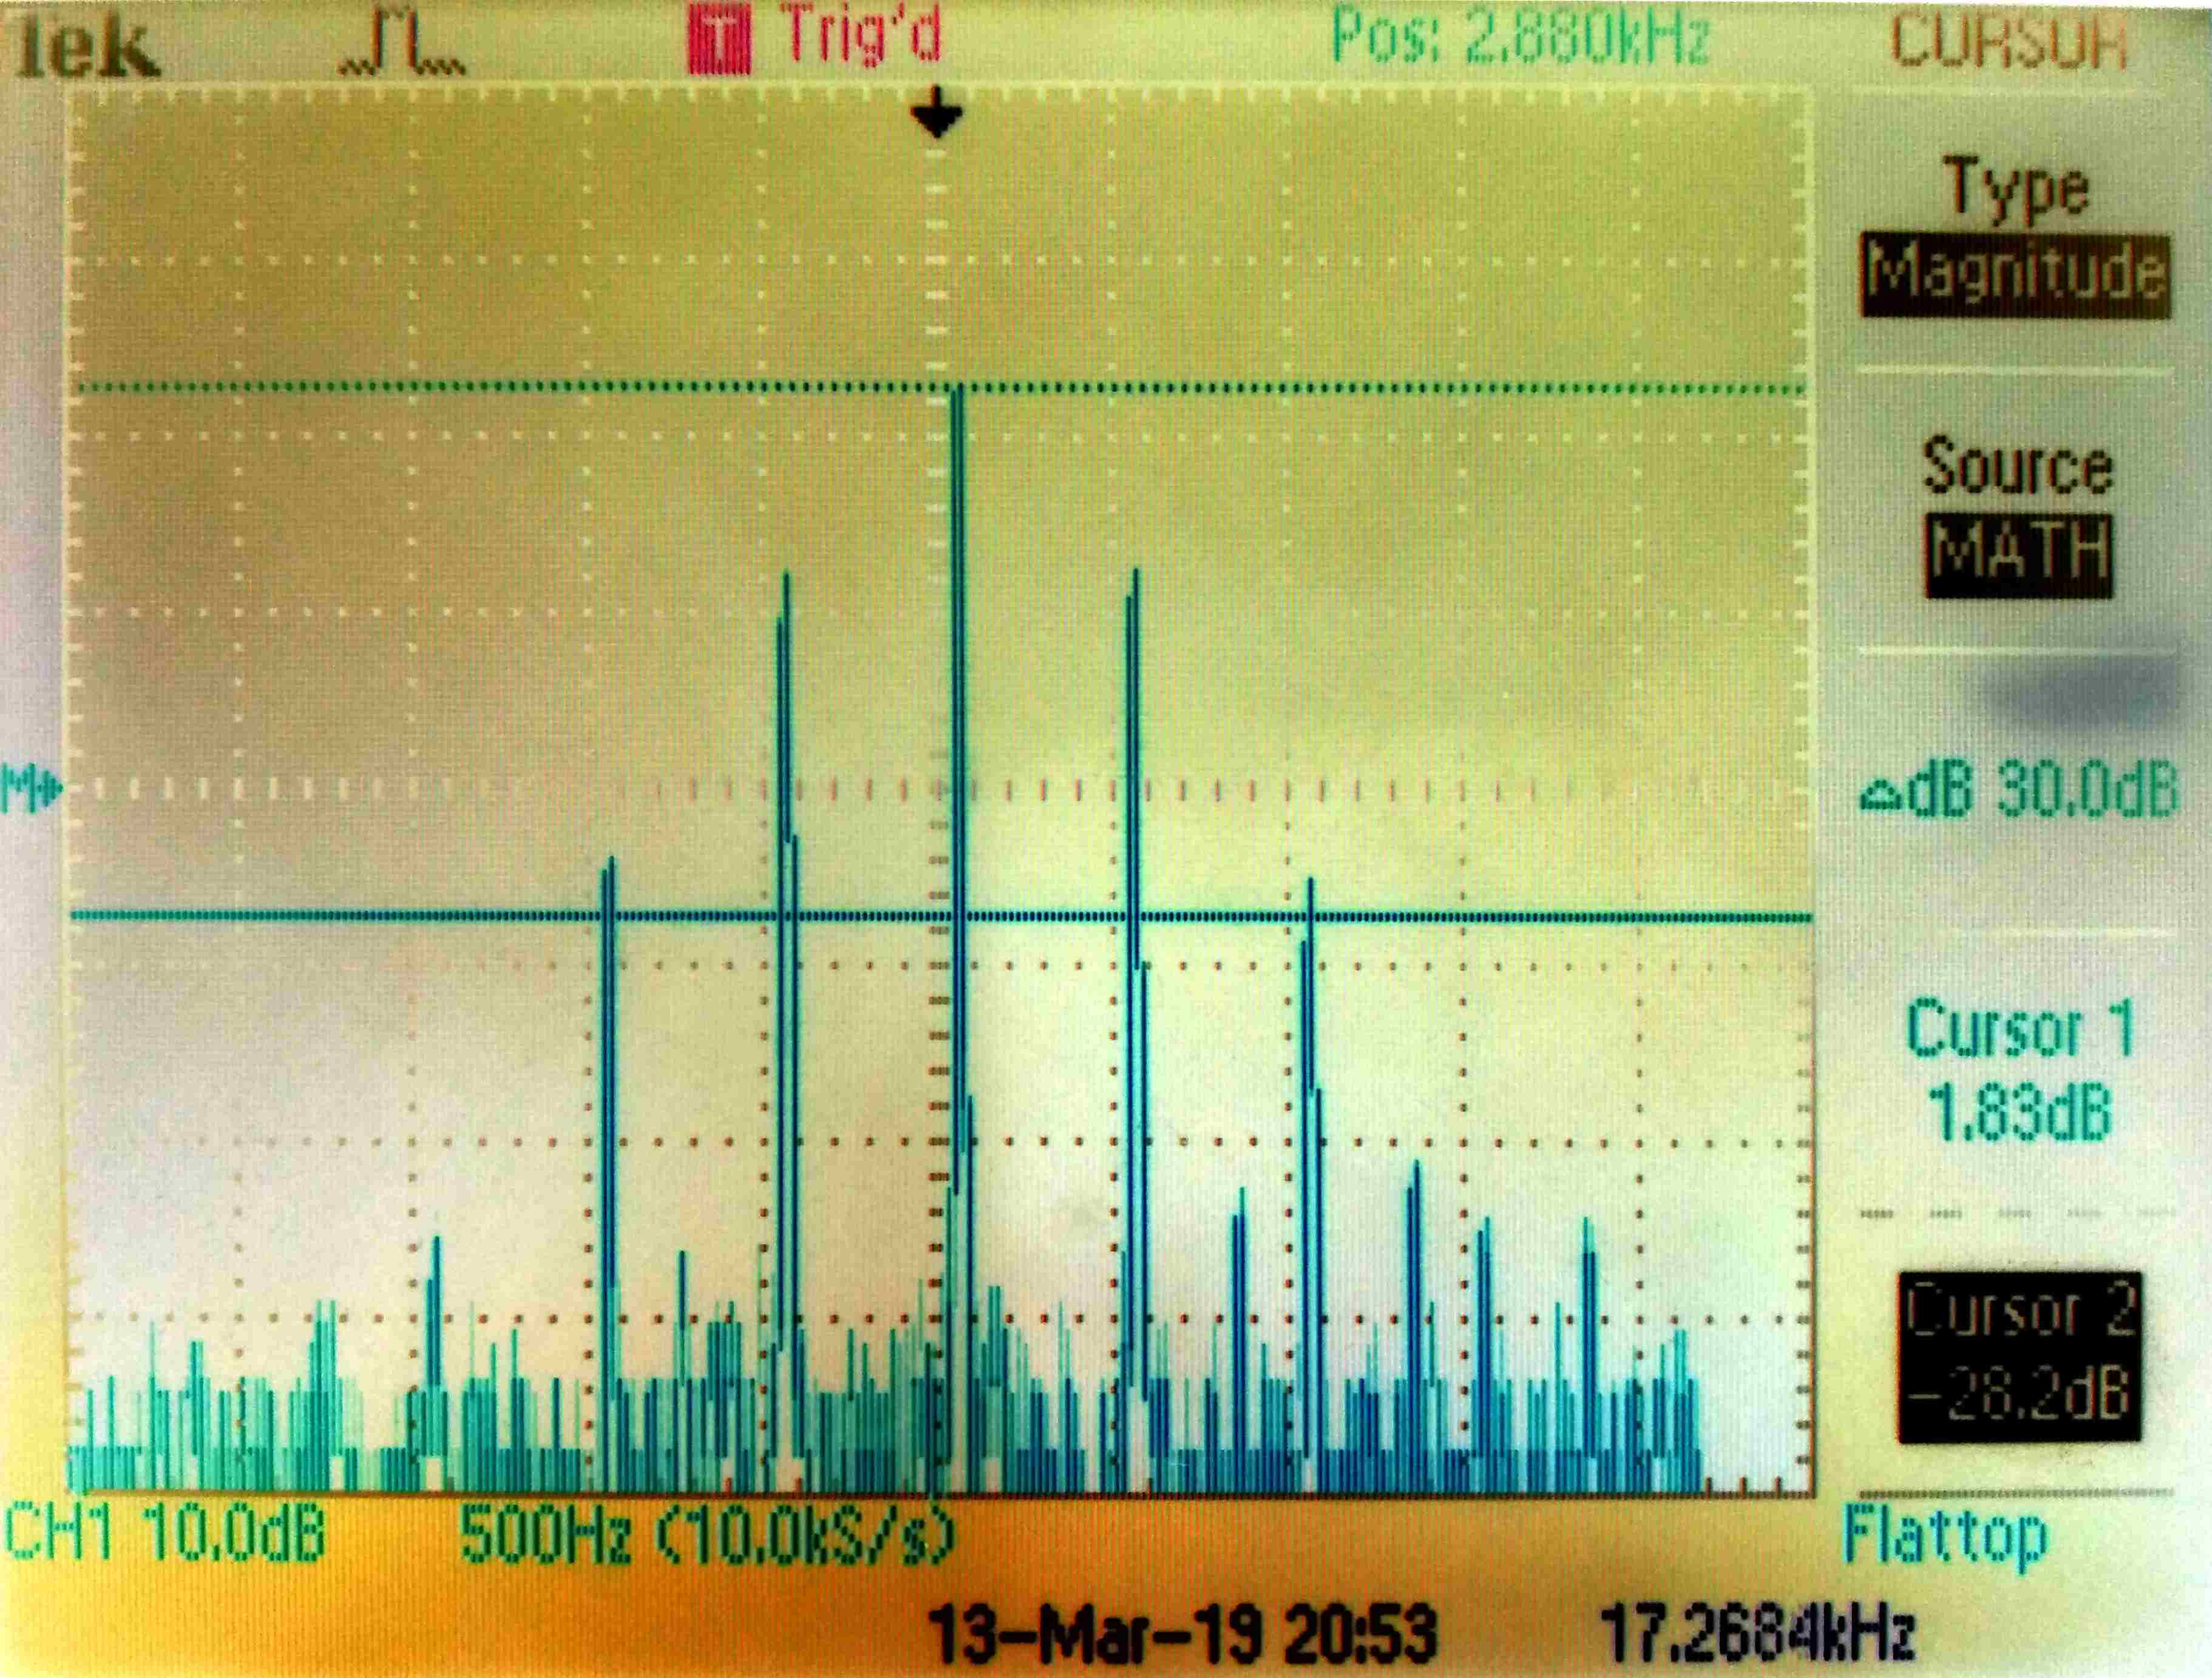 Tek
T Trig'd
Pos: 2.880kHz
CURSOR
Type
Magnitude
Source
MATH
M
ΔdB 30.0dB
Cursor 1
1.83dB
Cursor 2
-28.2dB
CH1 10.0dB
500Hz (10.0kS/s)
Flattop
13-Mar-19 20:53
17.2684kHz